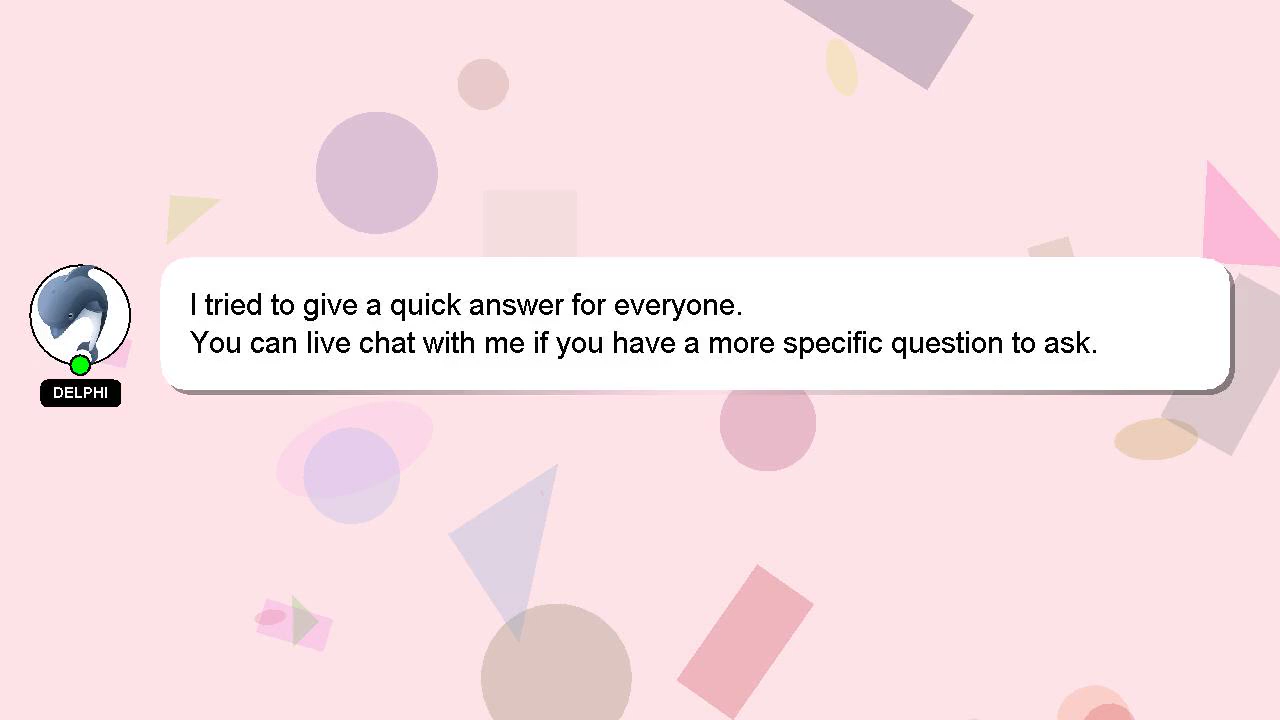 I tried to give a quick answer for everyone.
You can live chat with me if you have a more specific question to ask.
DELPHI